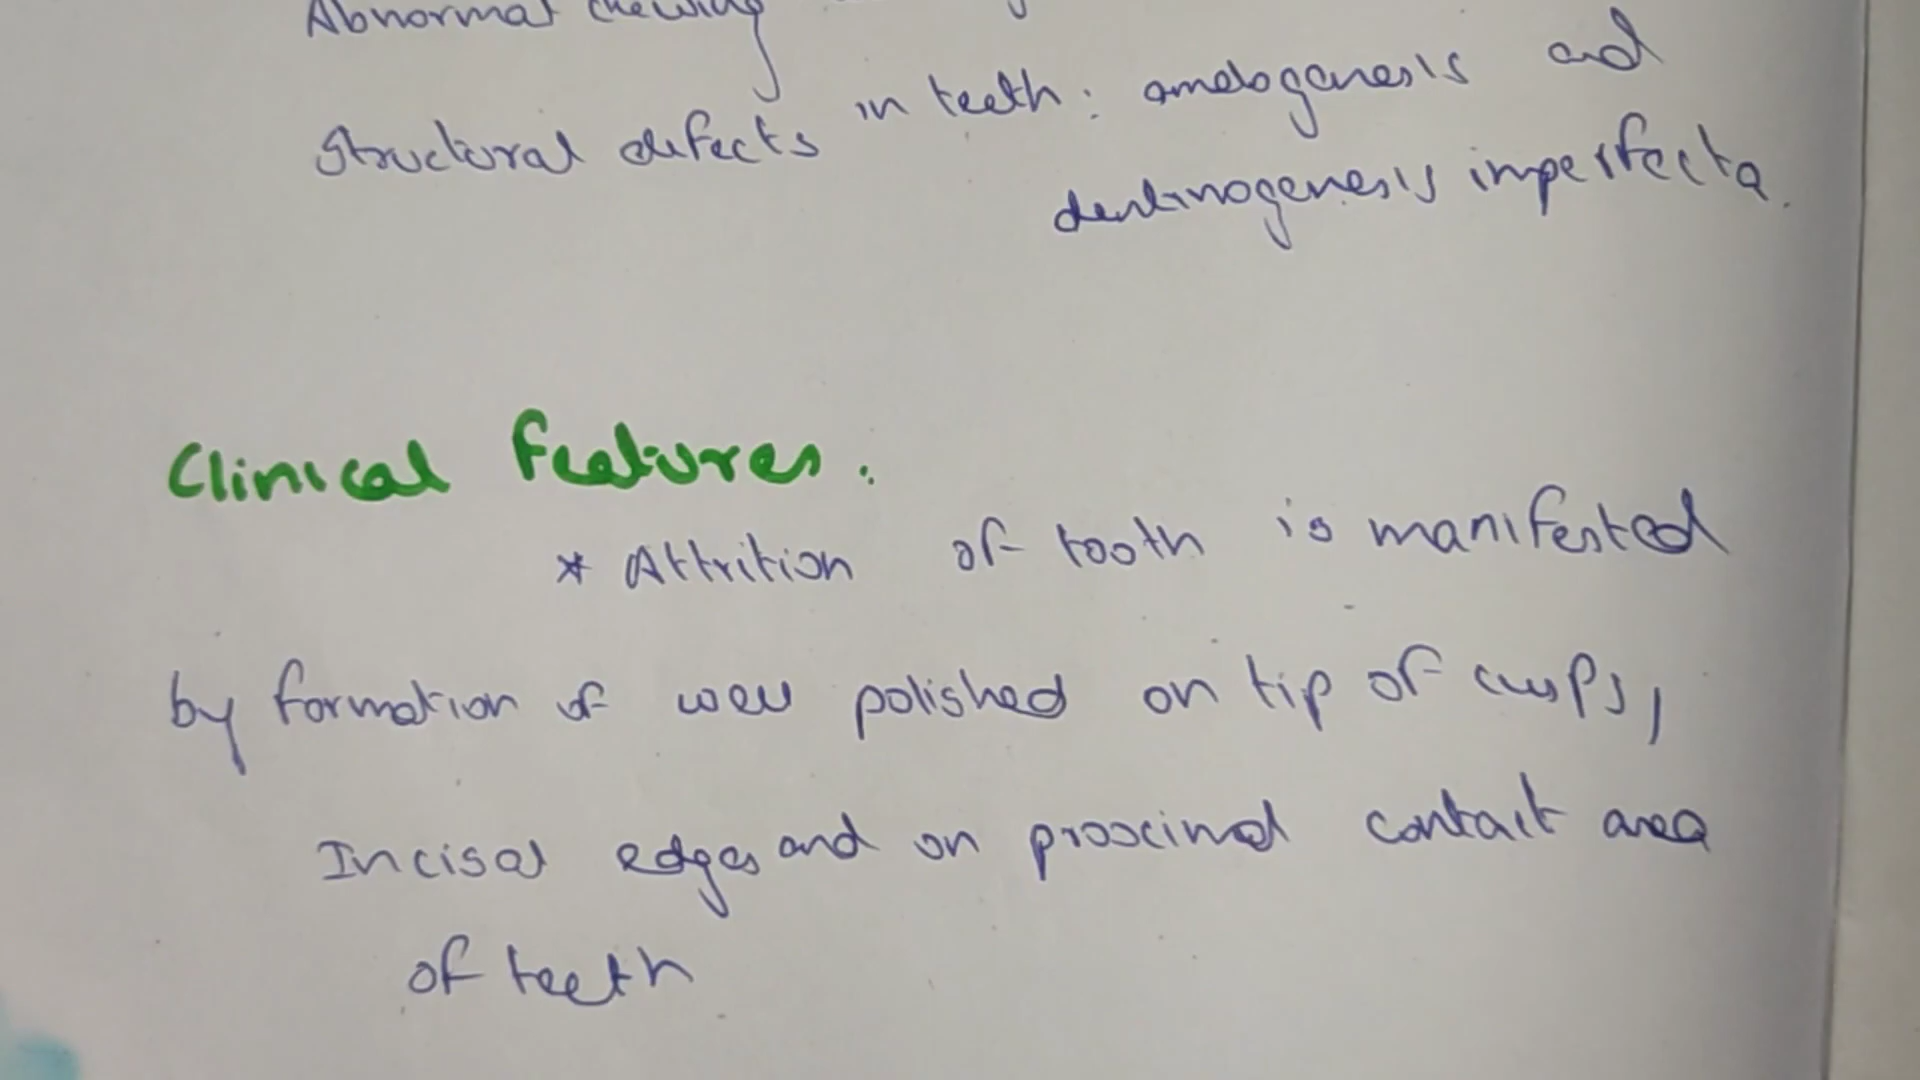 Abnormal chewing
Structural defects in teeth: amelogenesis and
dentinogenesis imperfecta.
Clinical features:
* Attrition of tooth is manifested
by formation of well polished on tip of cusps,
Incisal edges and on proximal contact area
of teeth